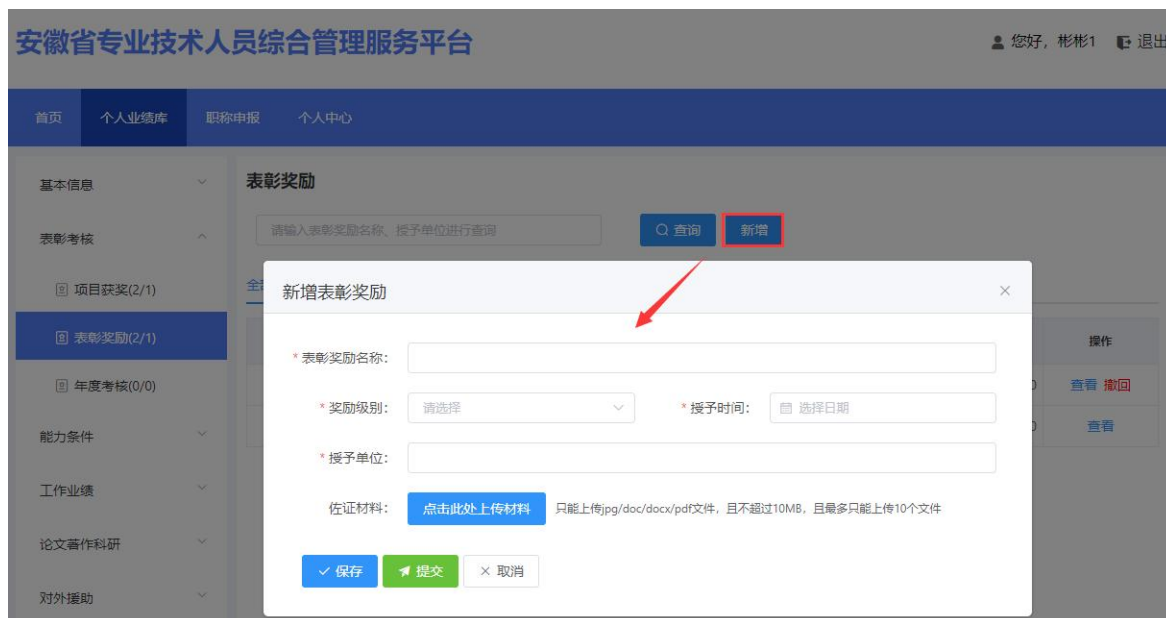 安徽省专业技术人员综合管理服务平台
您好，彬彬1 退出
首页 个人业绩库 职称申报 个人中心
基本信息
表彰奖励
请输入表彰奖励名称、授予单位进行查询 查询 新增
表彰考核
项目获奖(2/1)
新增表彰奖励
表彰奖励(2/1)
操作
*表彰奖励名称：
年度考核(0/0)
查看 撤回
*奖励级别： 请选择 *授予时间： 选择日期
查看
能力条件
*授予单位：
工作业绩
佐证材料： 点击此处上传材料 只能上传jpg/doc/docx/pdf文件，且不超过10MB，且最多只能上传10个文件
论文著作科研
保存 提交 取消
对外援助